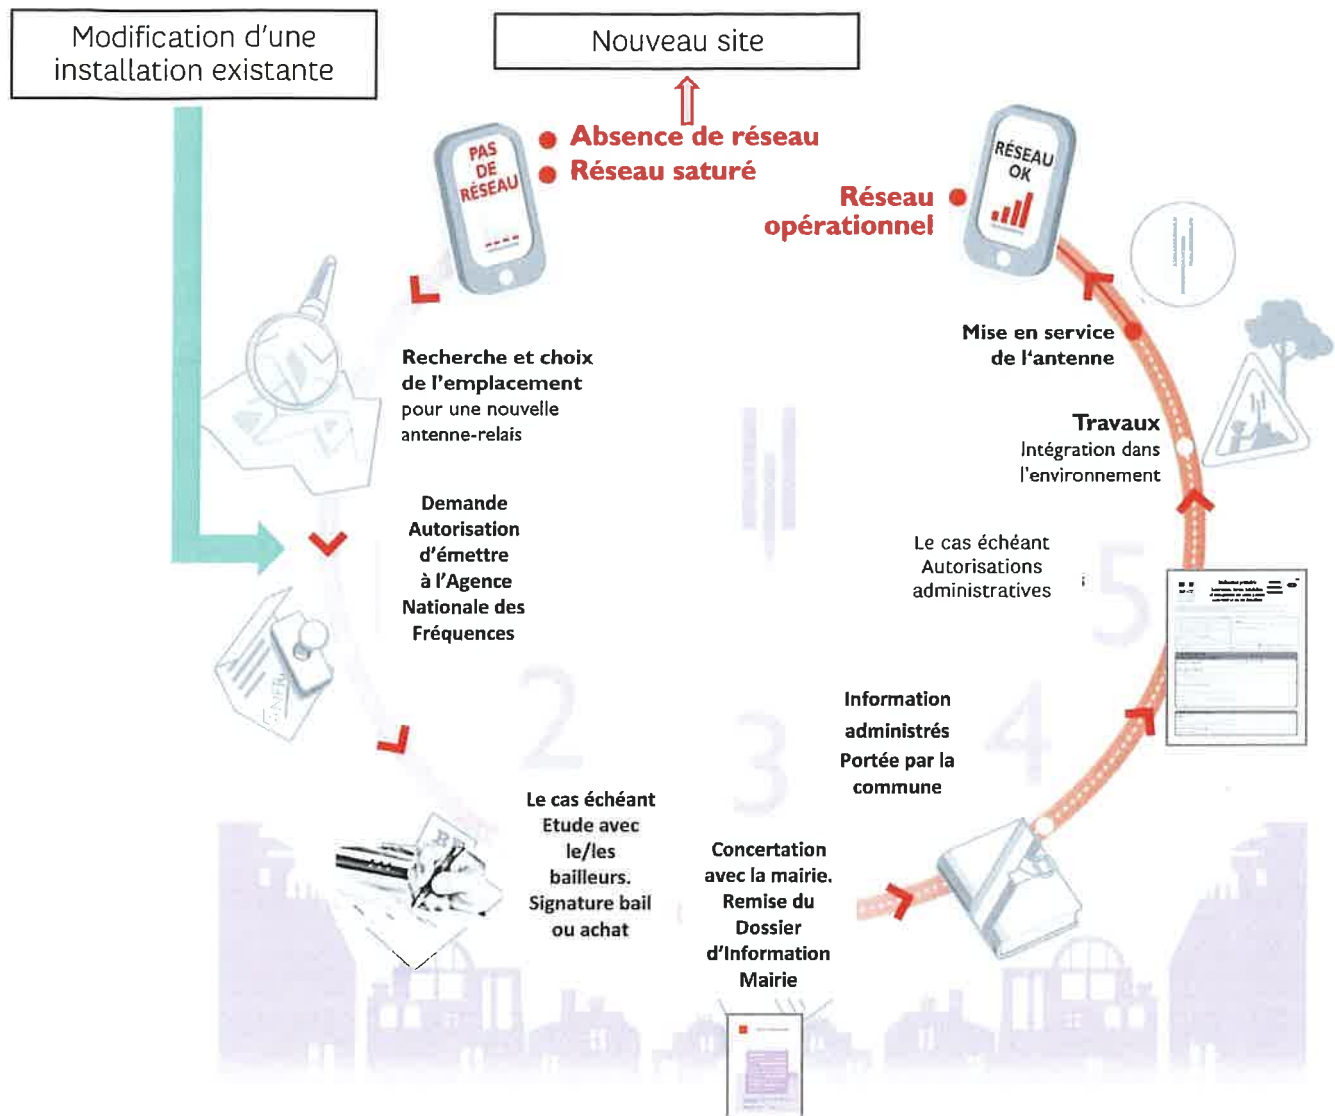 Modification d'une
installation existante
Nouveau site
Absence de réseau
Réseau saturé
PAS
DE
RÉSEAU
RÉSEAU
OK
Réseau
opérationnel
Recherche et choix
de l'emplacement
pour une nouvelle
antenne-relais
Mise en service
de l'antenne
Travaux
Intégration dans
l'environnement
Demande
Autorisation
d'émettre
à l'Agence
Nationale des
Fréquences
Le cas échéant
Autorisations
administratives
5
2
3
4
Information
administrés
Portée par la
commune
Le cas échéant
Etude avec
le/les
bailleurs.
Signature bail
ou achat
Concertation
avec la mairie.
Remise du
Dossier
d'Information
Mairie